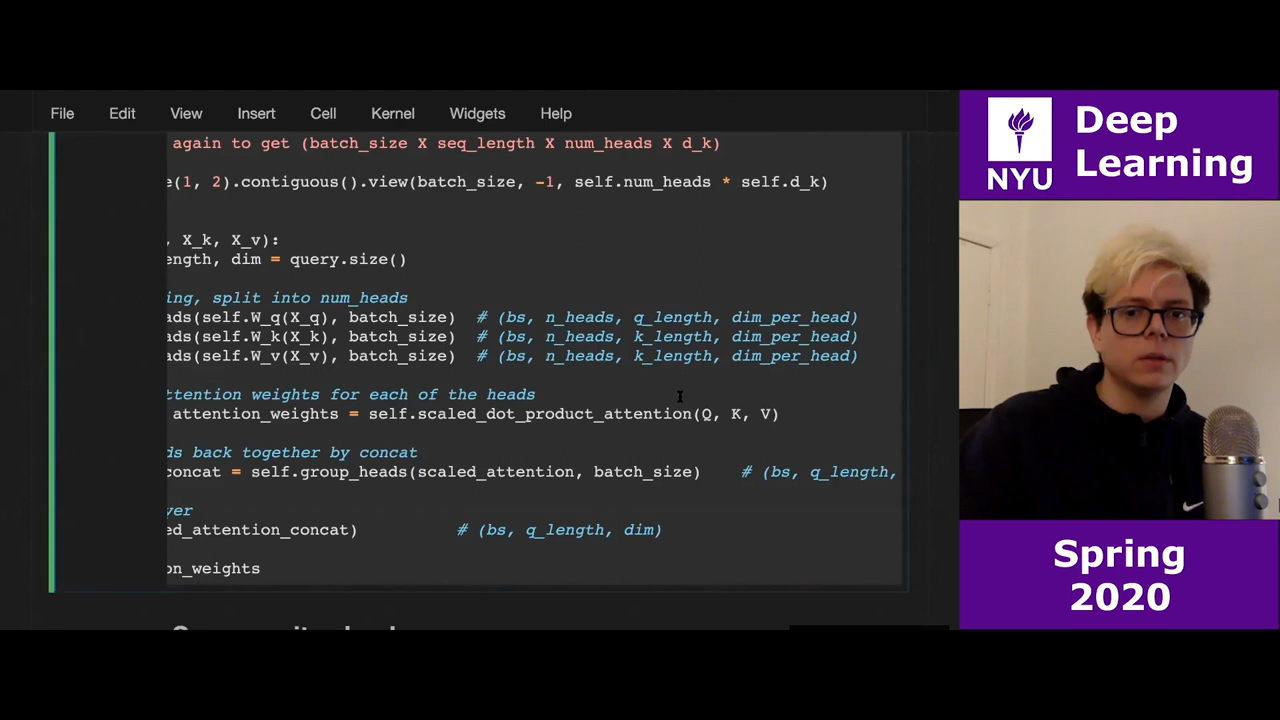 File Edit View Insert Cell Kernel Widgets Help
again to get (batch_size X seq_length X num_heads X d_k)
e(1, 2).contiguous().view(batch_size, -1, self.num_heads * self.d_k)
, X_k, X_v):
ength, dim = query.size()
ing, split into num_heads
ads(self.W_q(X_q), batch_size) # (bs, n_heads, q_length, dim_per_head)
ads(self.W_k(X_k), batch_size) # (bs, n_heads, k_length, dim_per_head)
ads(self.W_v(X_v), batch_size) # (bs, n_heads, k_length, dim_per_head)
ttention weights for each of the heads
attention_weights = self.scaled_dot_product_attention(Q, K, V)
ds back together by concat
concat = self.group_heads(scaled_attention, batch_size) # (bs, q_length,
yer
ed_attention_concat) # (bs, q_length, dim)
on_weights
NYU
Deep
Learning
Spring
2020